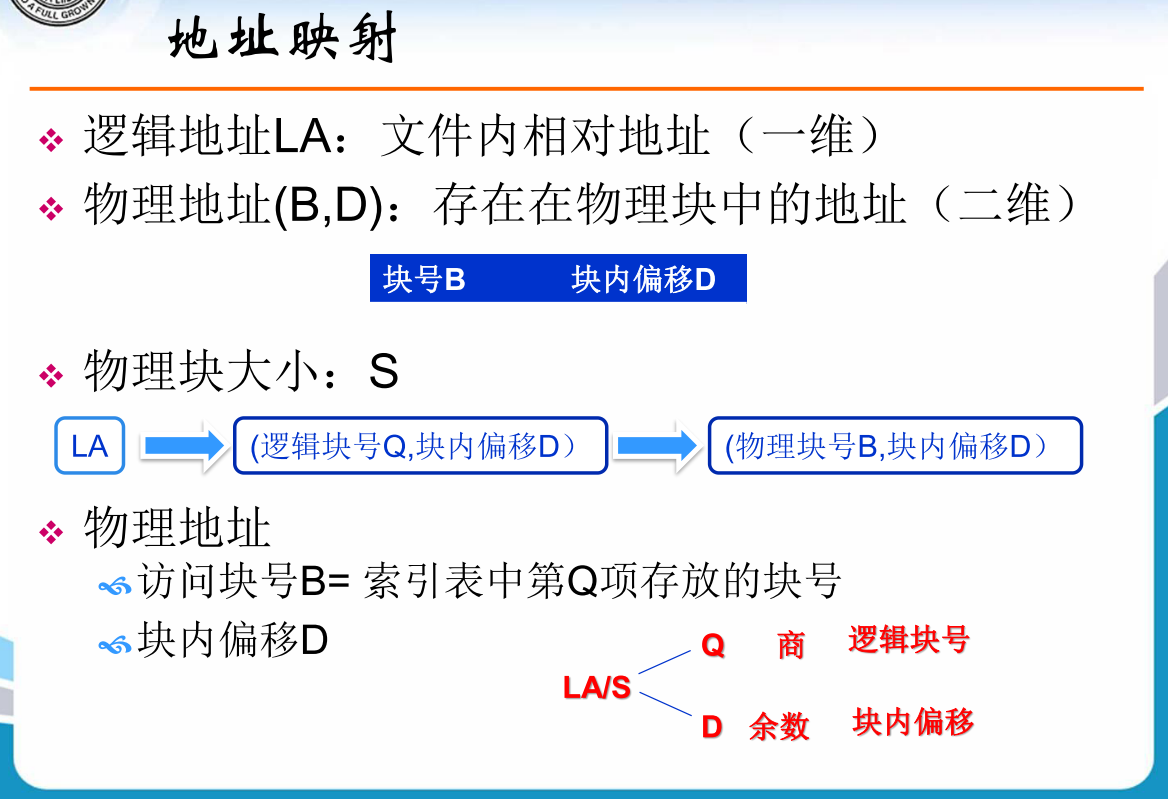 A FULL GROWN
地址映射
逻辑地址LA：文件内相对地址（一维）
物理地址(B,D)：存在在物理块中的地址（二维）
块号B 块内偏移D
物理块大小：S
LA (逻辑块号Q,块内偏移D） (物理块号B,块内偏移D）
物理地址
访问块号B= 索引表中第Q项存放的块号
块内偏移D
Q 商 逻辑块号
LA/S
D 余数 块内偏移